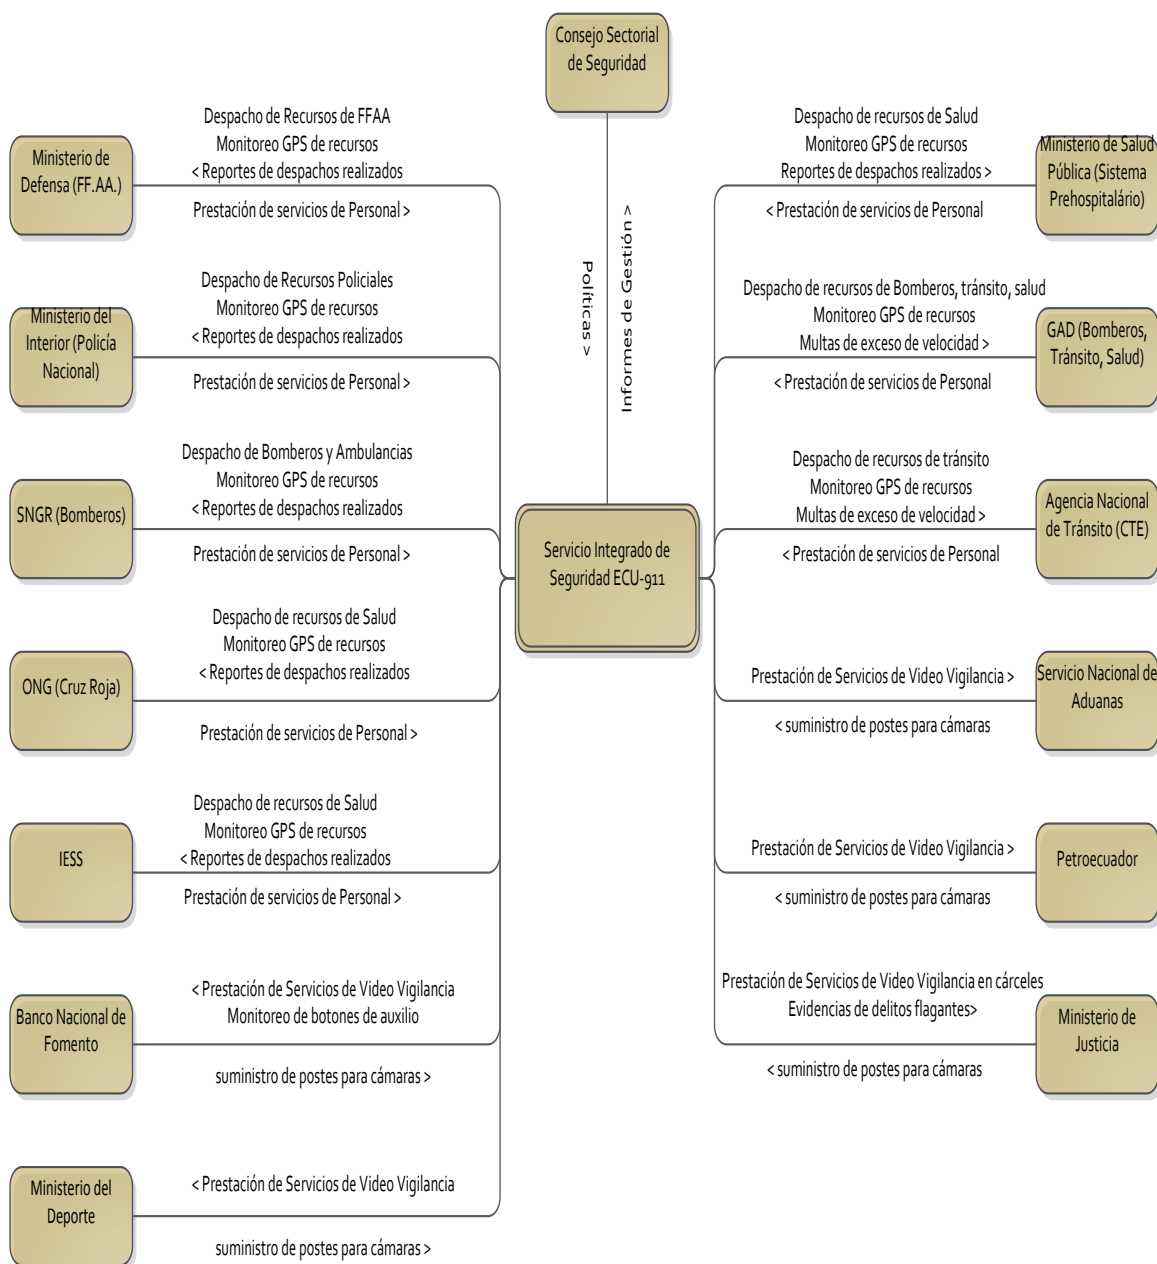 Consejo Sectorial
de Seguridad
Políticas >
Informes de Gestión >
Servicio Integrado de
Seguridad ECU-911
Ministerio de
Defensa (FF.AA.)
Despacho de Recursos de FFAA
Monitoreo GPS de recursos
< Reportes de despachos realizados
Prestación de servicios de Personal >
Ministerio del
Interior (Policía
Nacional)
Despacho de Recursos Policiales
Monitoreo GPS de recursos
< Reportes de despachos realizados
Prestación de servicios de Personal >
SNGR (Bomberos)
Despacho de Bomberos y Ambulancias
Monitoreo GPS de recursos
< Reportes de despachos realizados
Prestación de servicios de Personal >
ONG (Cruz Roja)
Despacho de recursos de Salud
Monitoreo GPS de recursos
< Reportes de despachos realizados
Prestación de servicios de Personal >
IESS
Despacho de recursos de Salud
Monitoreo GPS de recursos
< Reportes de despachos realizados
Prestación de servicios de Personal >
Banco Nacional de
Fomento
< Prestación de Servicios de Video Vigilancia
Monitoreo de botones de auxilio
suministro de postes para cámaras >
Ministerio del
Deporte
< Prestación de Servicios de Video Vigilancia
suministro de postes para cámaras >
Despacho de recursos de Salud
Monitoreo GPS de recursos
Reportes de despachos realizados >
< Prestación de servicios de Personal
Ministerio de Salud
Pública (Sistema
Prehospitalário)
Despacho de recursos de Bomberos, tránsito, salud
Monitoreo GPS de recursos
Multas de exceso de velocidad >
< Prestación de servicios de Personal
GAD (Bomberos,
Tránsito, Salud)
Despacho de recursos de tránsito
Monitoreo GPS de recursos
Multas de exceso de velocidad >
< Prestación de servicios de Personal
Agencia Nacional
de Tránsito (CTE)
Prestación de Servicios de Video Vigilancia >
< suministro de postes para cámaras
Servicio Nacional de
Aduanas
Prestación de Servicios de Video Vigilancia >
< suministro de postes para cámaras
Petroecuador
Prestación de Servicios de Video Vigilancia en cárceles
Evidencias de delitos flagantes>
< suministro de postes para cámaras
Ministerio de
Justicia